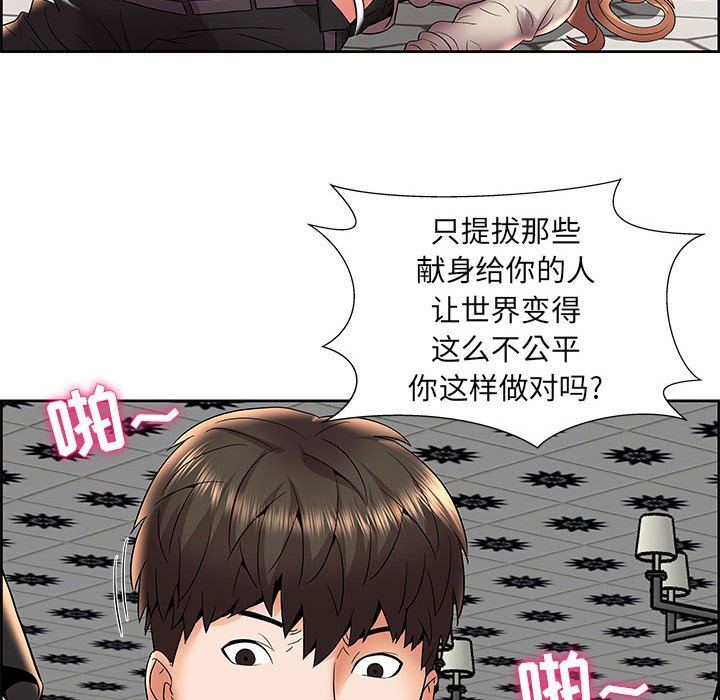 只提拔那些
献身给你的人
让世界变得
这么不公平
你这样做对吗?
啪~
啪~